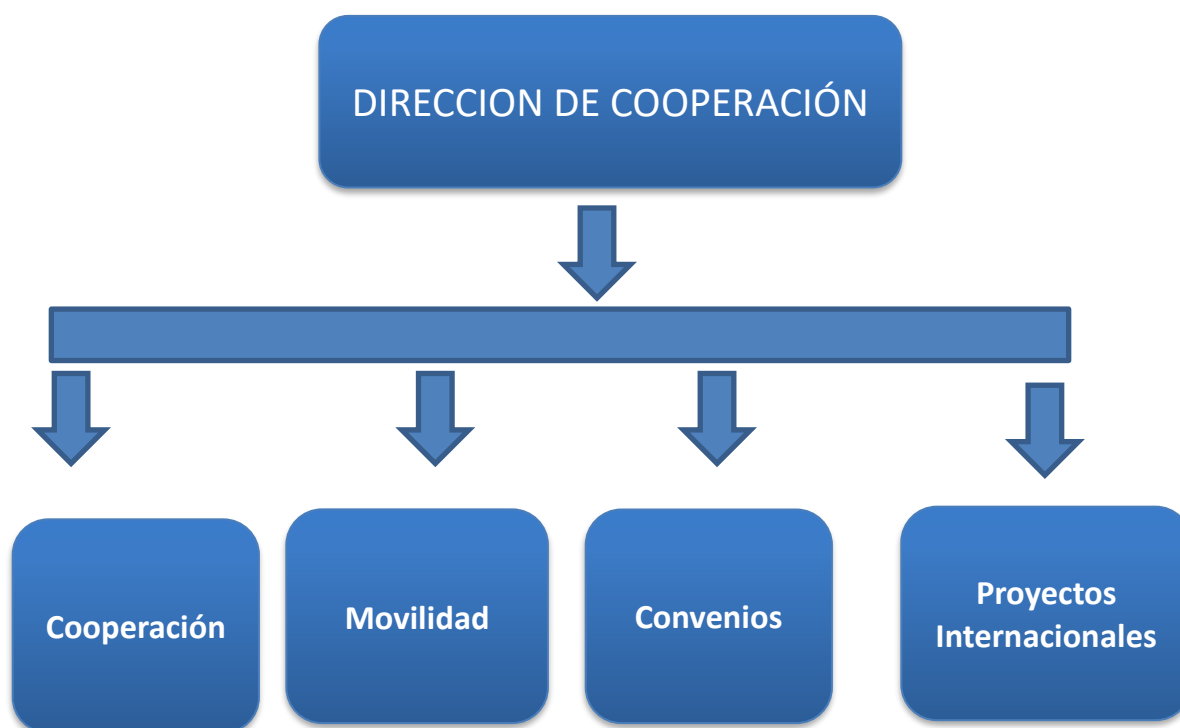 DIRECCION DE COOPERACIÓN
Cooperación
Movilidad
Convenios
Proyectos
Internacionales